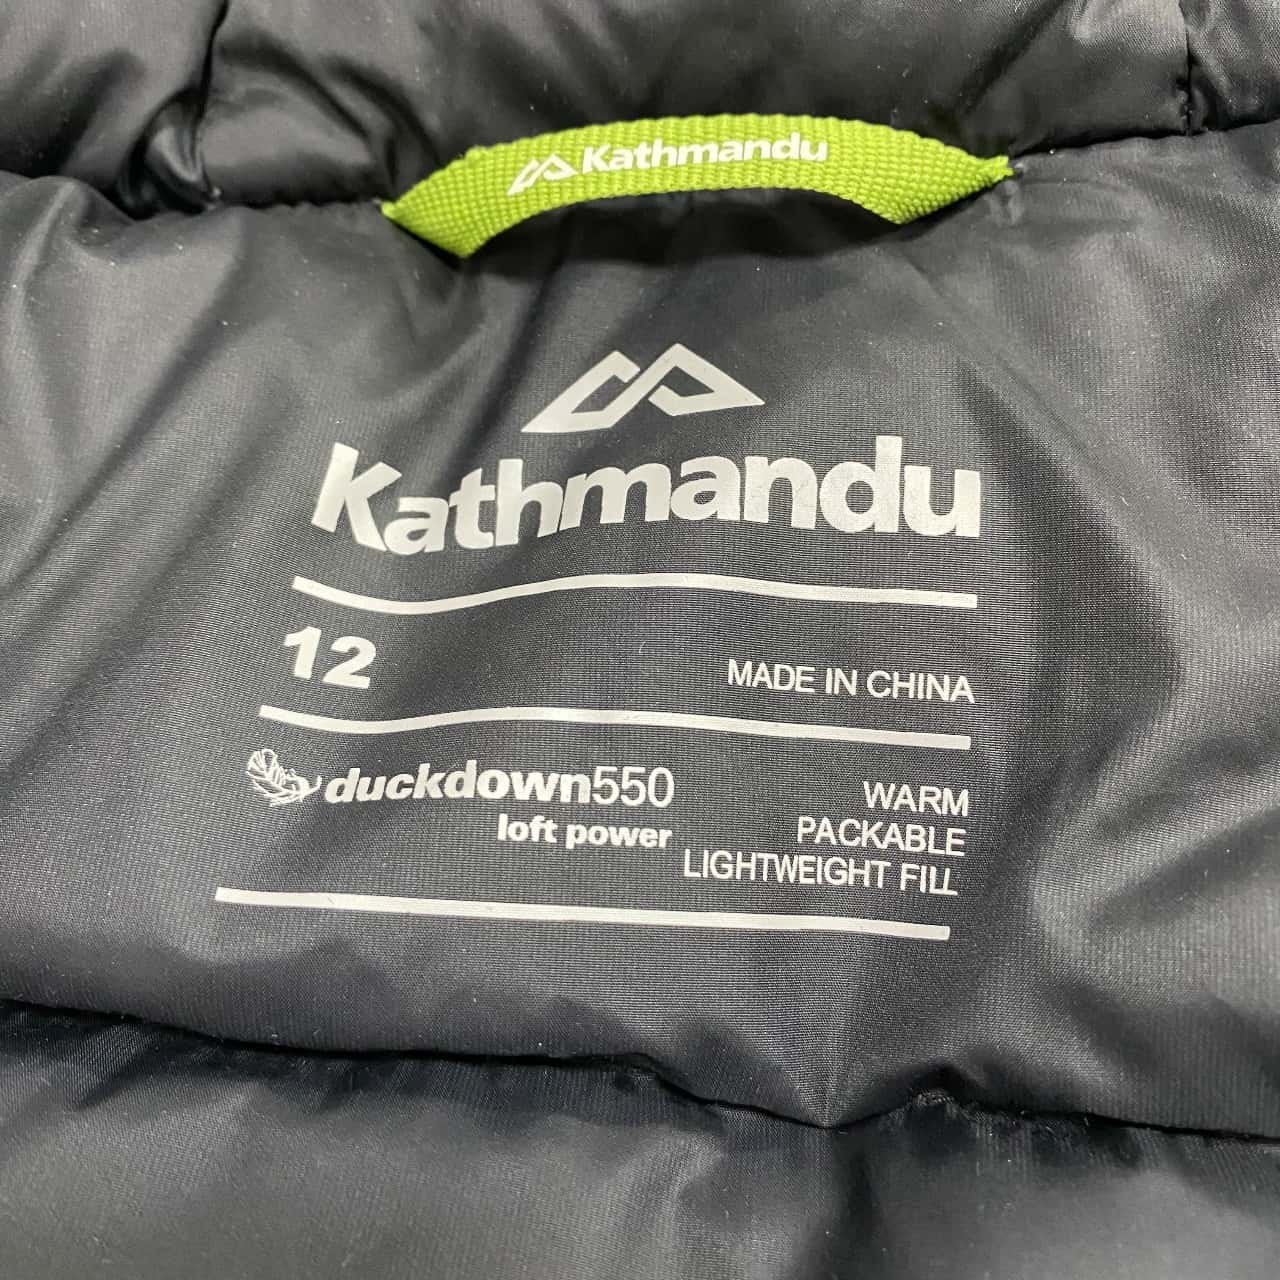 Kathmandu
Kathmandu
12
MADE IN CHINA
duckdown550
loft power
WARM
PACKABLE
LIGHTWEIGHT FILL